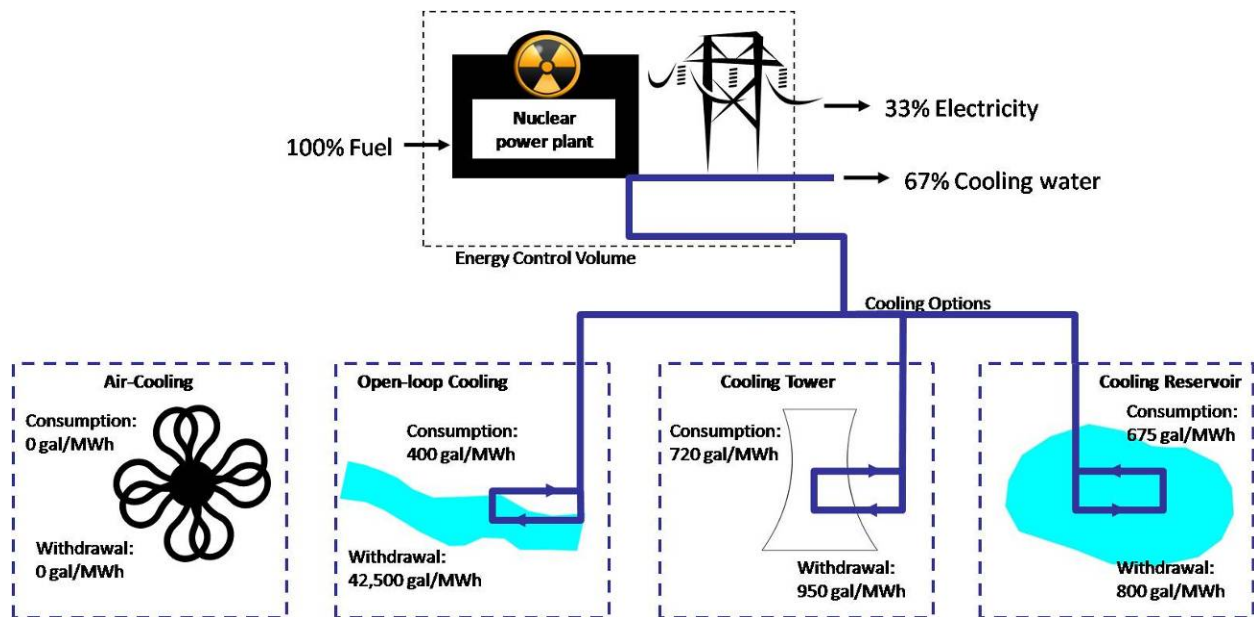 Nuclear
power plant
100% Fuel
33% Electricity
67% Cooling water
Energy Control Volume
Cooling Options
Air-Cooling
Consumption:
0 gal/MWh
Withdrawal:
0 gal/MWh
Open-loop Cooling
Consumption:
400 gal/MWh
Withdrawal:
42,500 gal/MWh
Cooling Tower
Consumption:
720 gal/MWh
Withdrawal:
950 gal/MWh
Cooling Reservoir
Consumption:
675 gal/MWh
Withdrawal:
800 gal/MWh